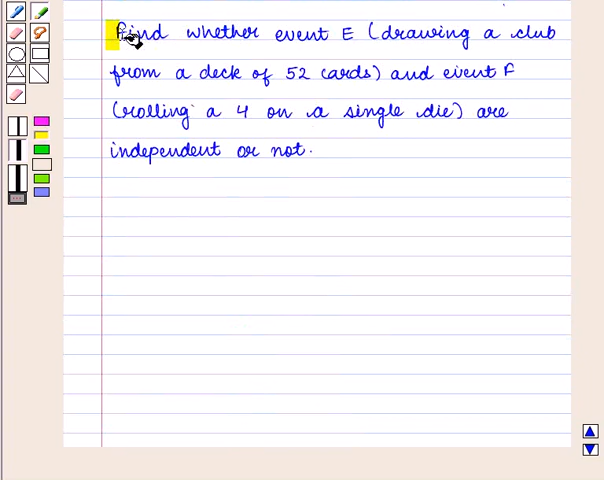 Find whether event E (drawing a club
from a deck of 52 cards) and event F
(rolling a 4 on a single die) are
independent or not.